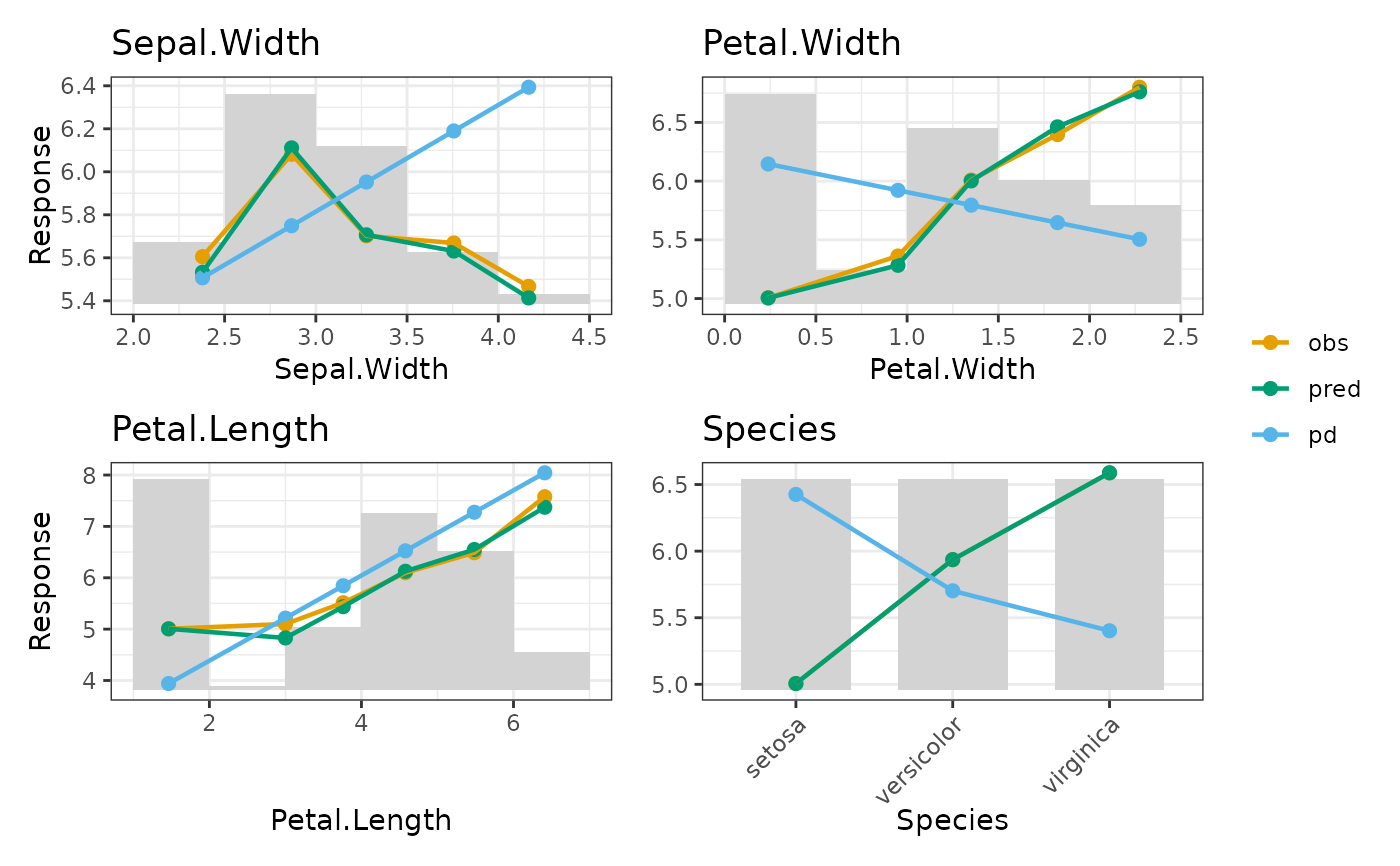 Sepal.Width
Response
6.4
6.2
6.0
5.8
5.6
5.4
2.0 2.5 3.0 3.5 4.0 4.5
Sepal.Width
Petal.Width
6.5
6.0
5.5
5.0
0.0 0.5 1.0 1.5 2.0 2.5
Petal.Width
Petal.Length
Response
8
7
6
5
4
2 4 6
Petal.Length
Species
6.5
6.0
5.5
5.0
setosa
versicolor
virginica
Species
obs
pred
pd